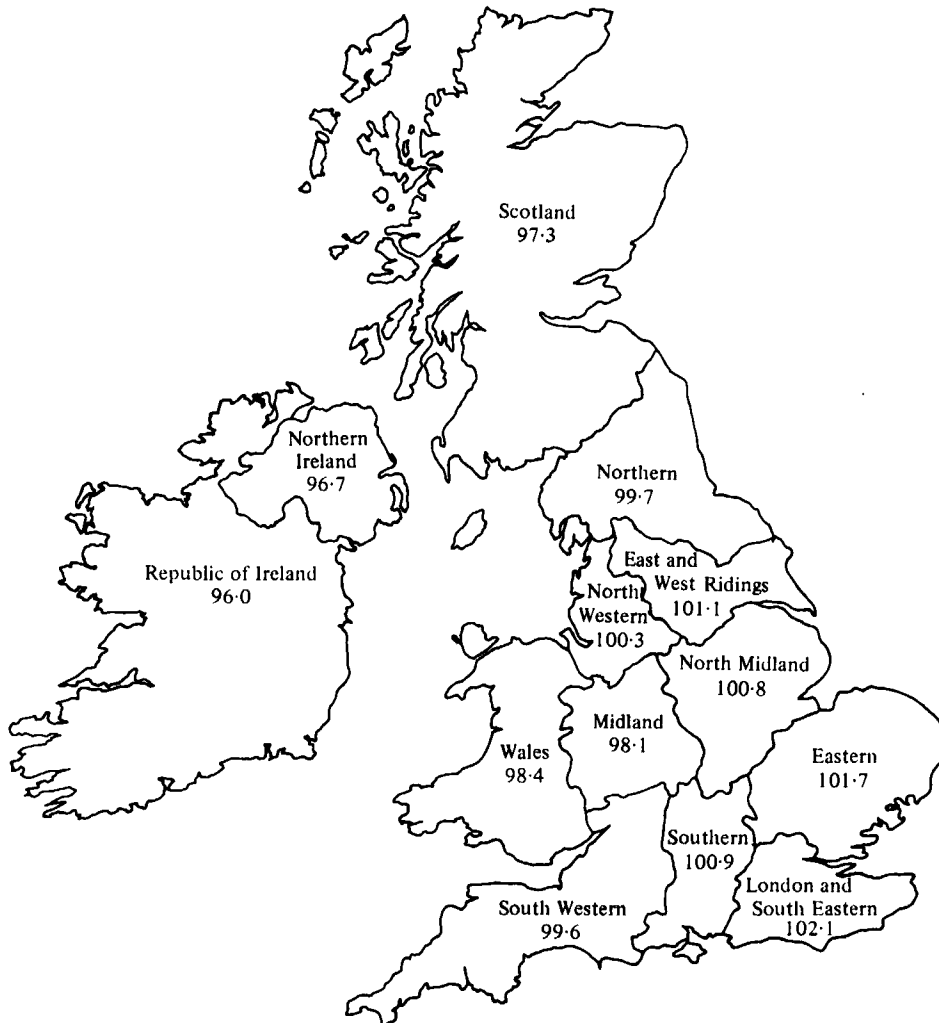 Scotland
97·3
Northern
Ireland
96·7
Northern
99·7
Republic of Ireland
96·0
East and
West Ridings
101·1
North
Western
100·3
North Midland
100·8
Midland
98·1
Wales
98·4
Eastern
101·7
Southern
100·9
London and
South Eastern
102·1
South Western
99·6